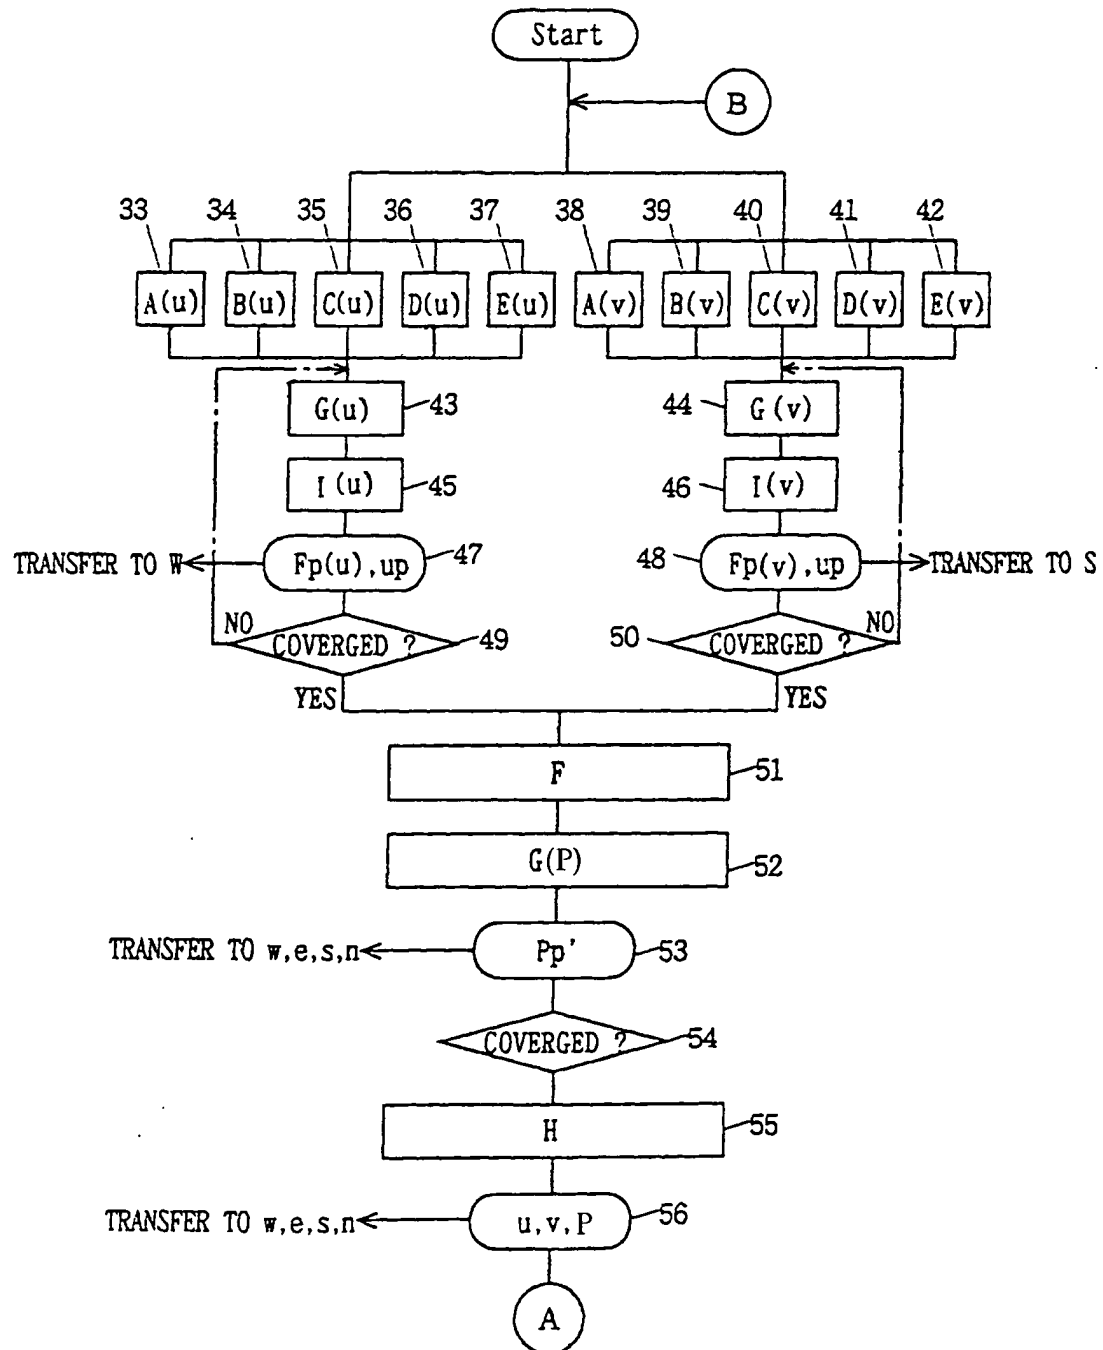 Start
B
33 34 35 36 37 38 39 40 41 42
A(u) B(u) C(u) D(u) E(u) A(v) B(v) C(v) D(v) E(v)
G(u) 43 44 G(v)
I(u) 45 46 I(v)
TRANSFER TO W Fp(u),up 47 48 Fp(v),up TRANSFER TO S
NO COVERGED ? 49 50 COVERGED ? NO
YES YES
F 51
G(P) 52
TRANSFER TO w,e,s,n Pp' 53
COVERGED ? 54
H 55
TRANSFER TO w,e,s,n u,v,P 56
A